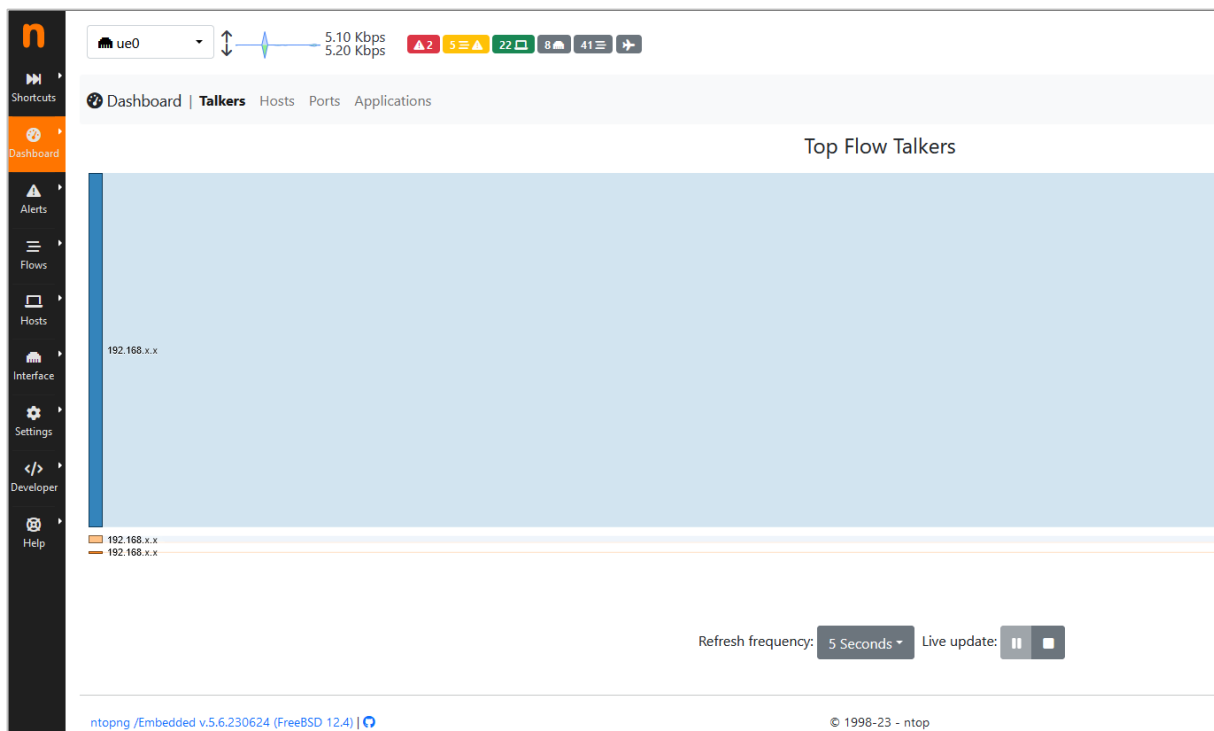 n
ue0
5.10 Kbps
5.20 Kbps
2
5
22
8
41
Shortcuts
Dashboard | Talkers Hosts Ports Applications
Dashboard
Top Flow Talkers
Alerts
Flows
Hosts
192.168.x.x
Interface
Settings
</>
Developer
Help
192.168.x.x
192.168.x.x
Refresh frequency: 5 Seconds Live update:
ntopng /Embedded v.5.6.230624 (FreeBSD 12.4) |
© 1998-23 - ntop